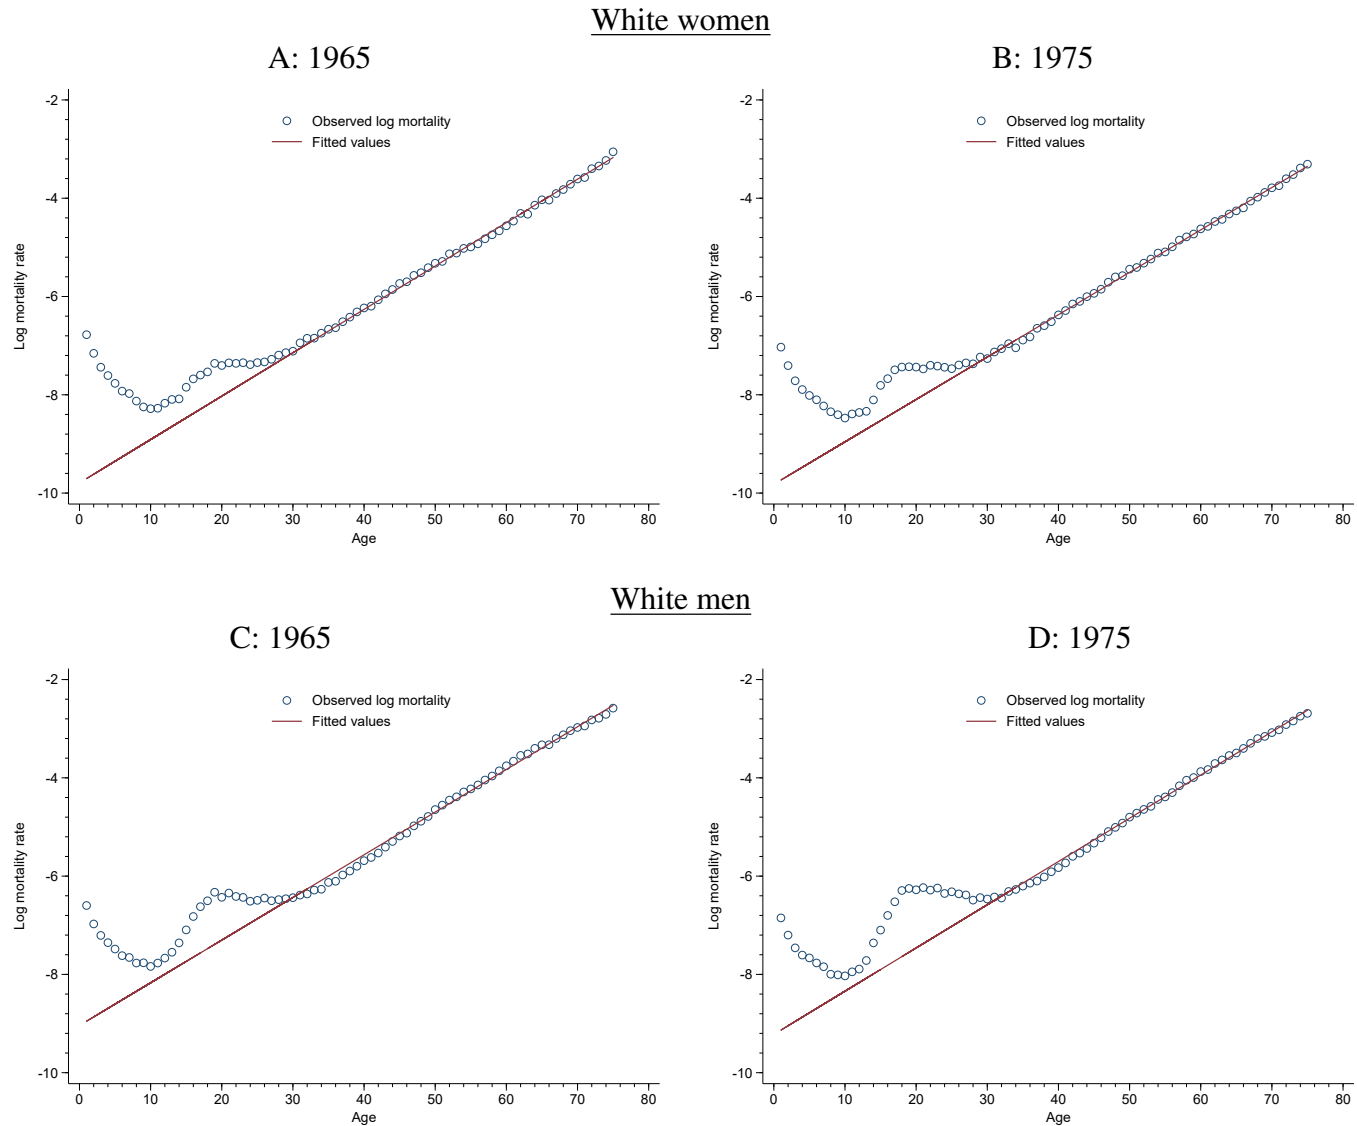 White women
A: 1965
B: 1975
-2
-4
-6
-8
-10
Log mortality rate
Observed log mortality
Fitted values
0 10 20 30 40 50 60 70 80
Age
-2
-4
-6
-8
-10
Log mortality rate
Observed log mortality
Fitted values
0 10 20 30 40 50 60 70 80
Age
White men
C: 1965
D: 1975
-2
-4
-6
-8
-10
Log mortality rate
Observed log mortality
Fitted values
0 10 20 30 40 50 60 70 80
Age
-2
-4
-6
-8
-10
Log mortality rate
Observed log mortality
Fitted values
0 10 20 30 40 50 60 70 80
Age